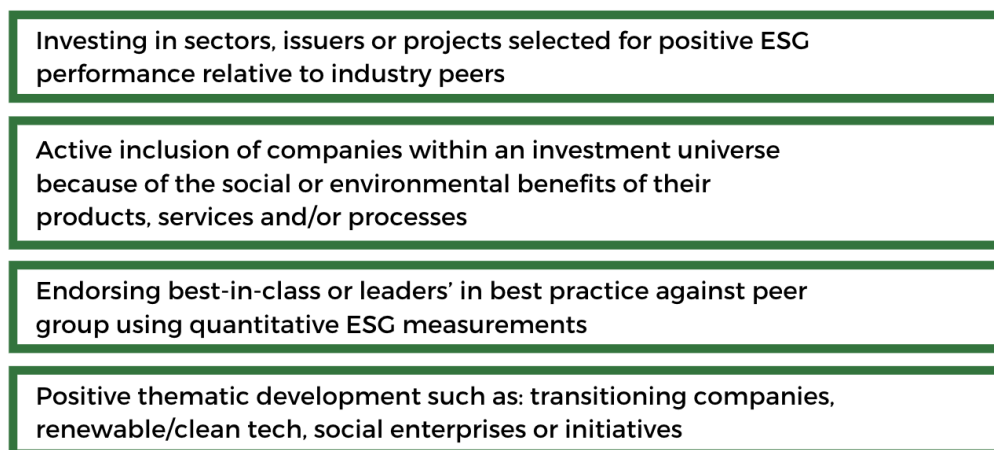 Investing in sectors, issuers or projects selected for positive ESG
performance relative to industry peers
Active inclusion of companies within an investment universe
because of the social or environmental benefits of their
products, services and/or processes
Endorsing best-in-class or leaders’ in best practice against peer
group using quantitative ESG measurements
Positive thematic development such as: transitioning companies,
renewable/clean tech, social enterprises or initiatives